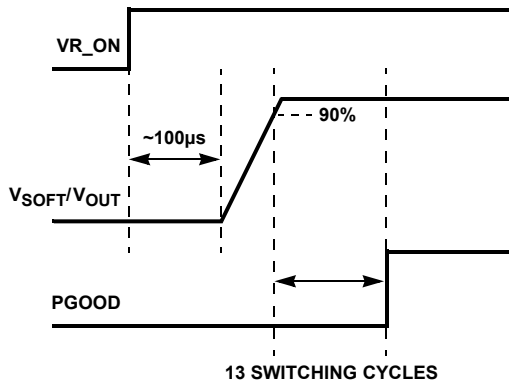 VR_ON
90%
~100µs
VSOFT/VOUT
PGOOD
13 SWITCHING CYCLES